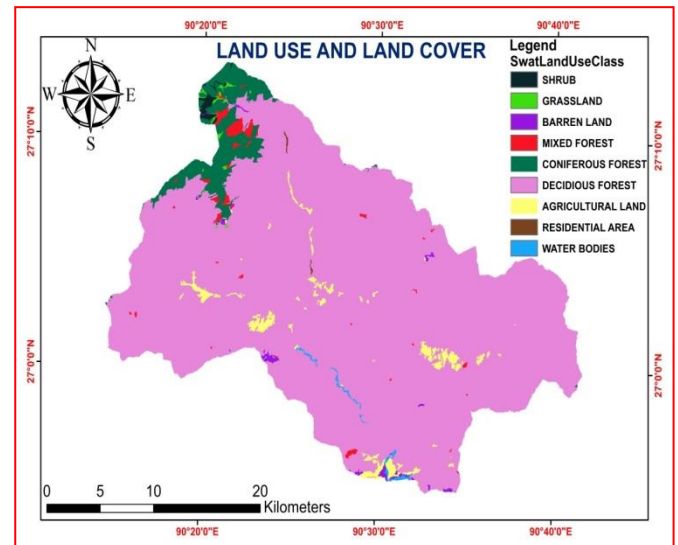 90°20'0"E 90°30'0"E 90°40'0"E
LAND USE AND LAND COVER
N
W E
S
Legend
SwatLandUseClass
SHRUB
GRASSLAND
BARREN LAND
MIXED FOREST
CONIFEROUS FOREST
DECIDIOUS FOREST
AGRICULTURAL LAND
RESIDENTIAL AREA
WATER BODIES
27°10'0"N 27°10'0"N
27°0'0"N 27°0'0"N
0 5 10 20
Kilometers
90°20'0"E 90°30'0"E 90°40'0"E